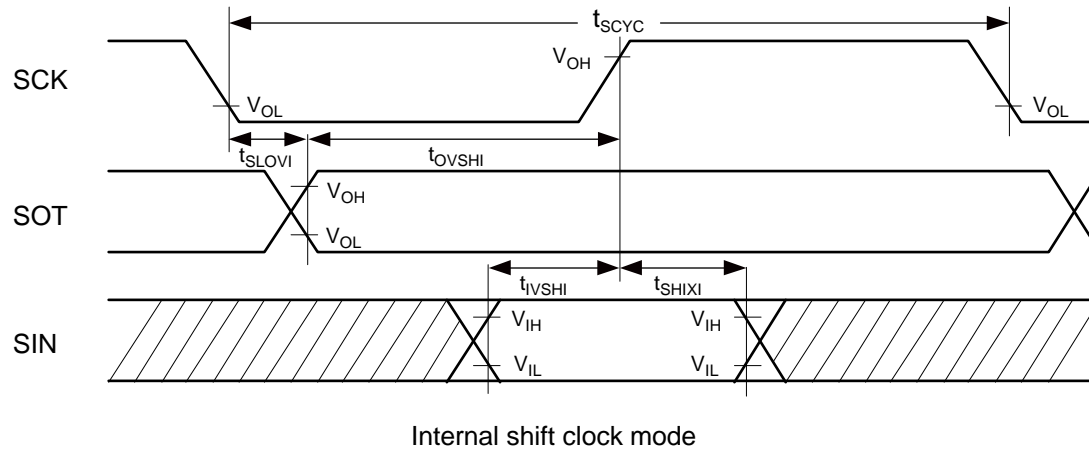 tSCYC
SCK
VOH
VOL
VOL
tSLOVI
tOVSHI
SOT
VOH
VOL
tIVSHI
tSHIXI
SIN
VIH
VIH
VIL
VIL
Internal shift clock mode